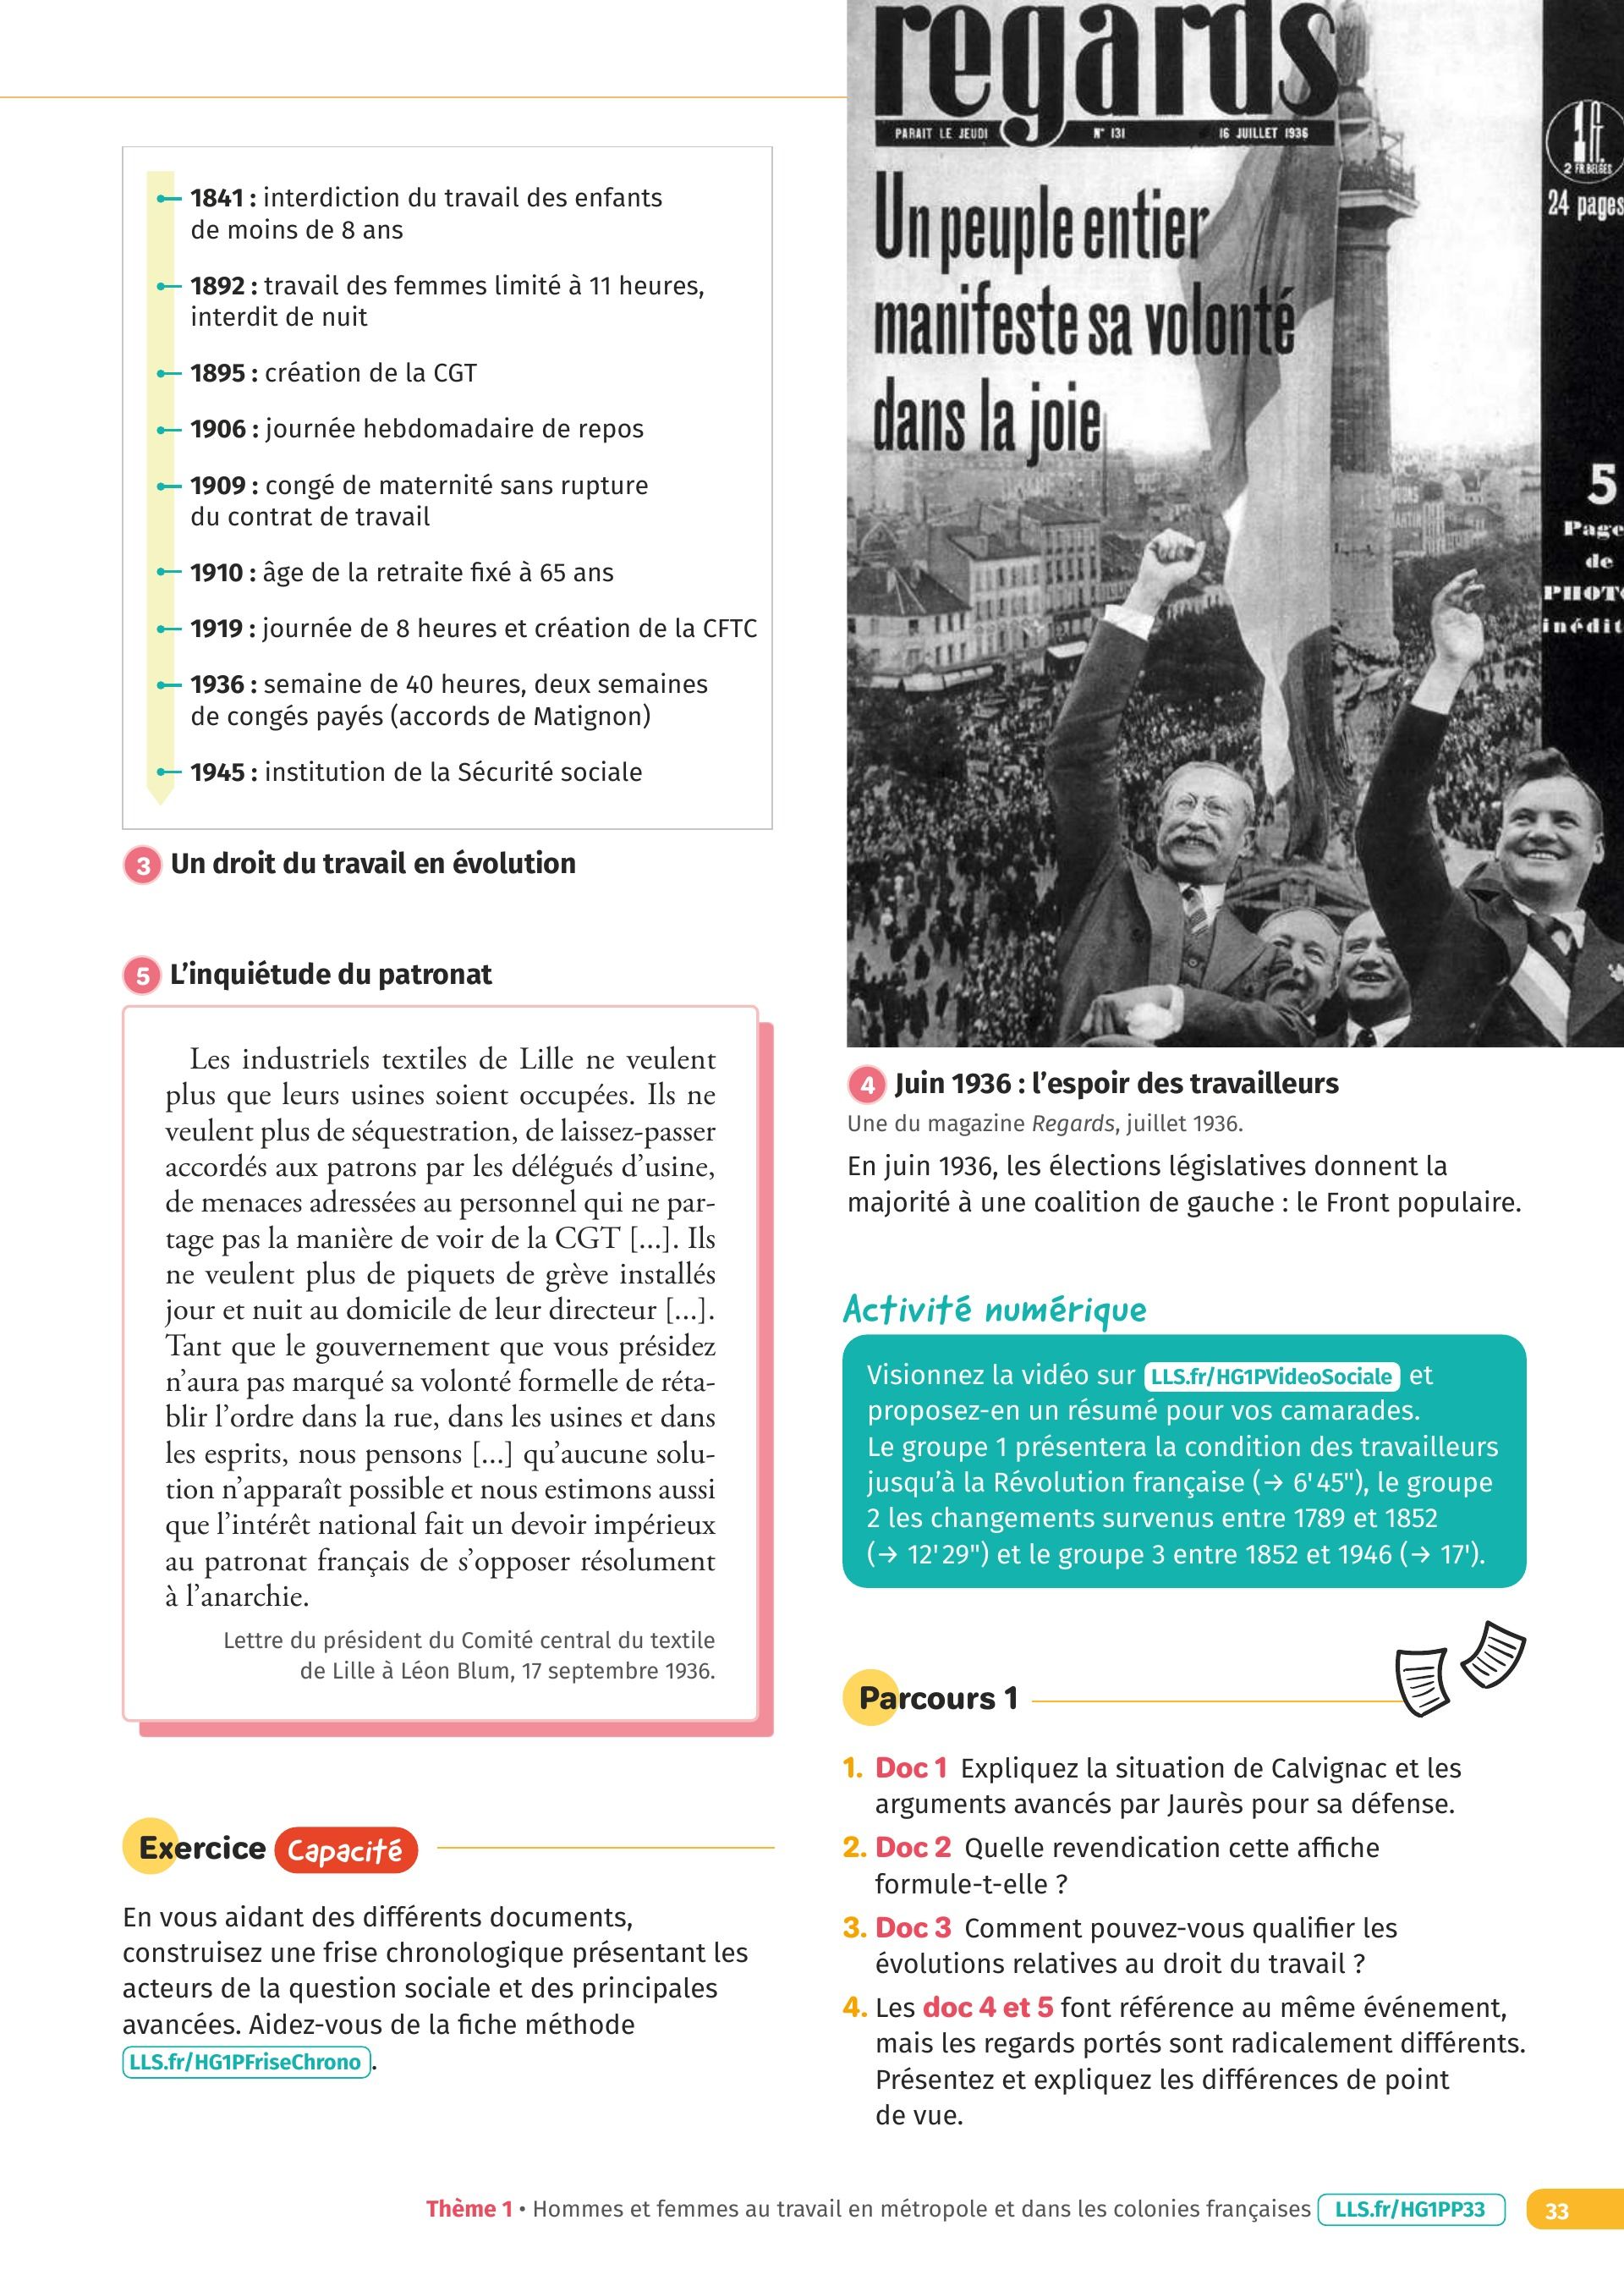 1841 : interdiction du travail des enfants
de moins de 8 ans
1892 : travail des femmes limité à 11 heures,
interdit de nuit
1895 : création de la CGT
1906 : journée hebdomadaire de repos
1909 : congé de maternité sans rupture
du contrat de travail
1910 : âge de la retraite fixé à 65 ans
1919 : journée de 8 heures et création de la CFTC
1936 : semaine de 40 heures, deux semaines
de congés payés (accords de Matignon)
1945 : institution de la Sécurité sociale
3 Un droit du travail en évolution
5 L'inquiétude du patronat
Les industriels textiles de Lille ne veulent
plus que leurs usines soient occupées. Ils ne
veulent plus de séquestration, de laissez-passer
accordés aux patrons par les délégués d'usine,
de menaces adressées au personnel qui ne par-
tage pas la manière de voir de la CGT [...]. Ils
ne veulent plus de piquets de grève installés
jour et nuit au domicile de leur directeur [...].
Tant que le gouvernement que vous présidez
n'aura pas marqué sa volonté formelle de réta-
blir l'ordre dans la rue, dans les usines et dans
les esprits, nous pensons [...] qu'aucune solu-
tion n'apparaît possible et nous estimons aussi
que l'intérêt national fait un devoir impérieux
au patronat français de s'opposer résolument
à l'anarchie.
Lettre du président du Comité central du textile
de Lille à Léon Blum, 17 septembre 1936.
Exercice Capacité
En vous aidant des différents documents,
construisez une frise chronologique présentant les
acteurs de la question sociale et des principales
avancées. Aidez-vous de la fiche méthode
LLS.fr/HG1PFriseChrono .
regards
PARAIT LE JEUDI N° 131 16 JUILLET 1936
Un peuple entier
manifeste sa volonté
dans la joie
1 fr.
2 FR. BELGES
24 pages
5
Page
de
PHOTO
inédit
4 Juin 1936 : l'espoir des travailleurs
Une du magazine Regards, juillet 1936.
En juin 1936, les élections législatives donnent la
majorité à une coalition de gauche : le Front populaire.
Activité numérique
Visionnez la vidéo sur LLS.fr/HG1PVideoSociale et
proposez-en un résumé pour vos camarades.
Le groupe 1 présentera la condition des travailleurs
jusqu'à la Révolution française (→ 6'45"), le groupe
2 les changements survenus entre 1789 et 1852
(→ 12'29") et le groupe 3 entre 1852 et 1946 (→ 17').
Parcours 1
1. Doc 1 Expliquez la situation de Calvignac et les
arguments avancés par Jaurès pour sa défense.
2. Doc 2 Quelle revendication cette affiche
formule-t-elle ?
3. Doc 3 Comment pouvez-vous qualifier les
évolutions relatives au droit du travail ?
4. Les doc 4 et 5 font référence au même événement,
mais les regards portés sont radicalement différents.
Présentez et expliquez les différences de point
de vue.
Thème 1 • Hommes et femmes au travail en métropole et dans les colonies françaises LLS.fr/HG1PP33 33